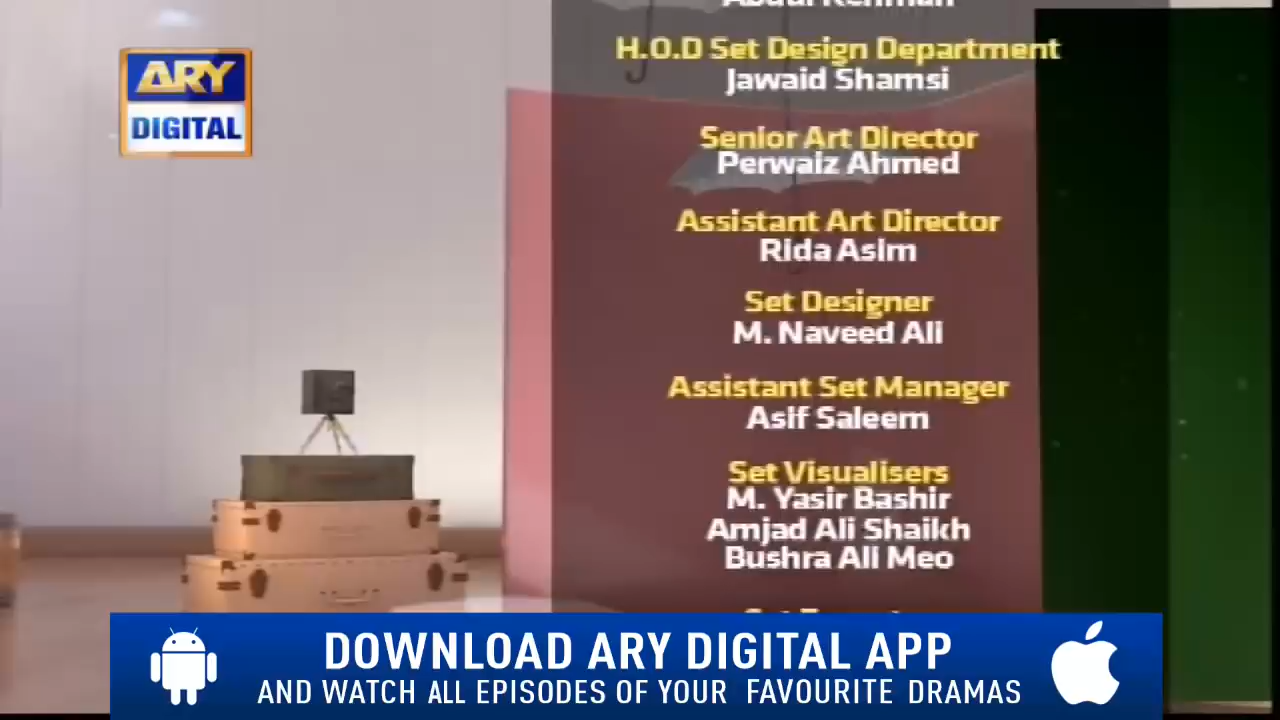 ARY
DIGITAL
Abdul Rehman
H.O.D Set Design Department
Jawaid Shamsi
Senior Art Director
Perwaiz Ahmed
Assistant Art Director
Rida Asim
Set Designer
M. Naveed Ali
Assistant Set Manager
Asif Saleem
Set Visualisers
M. Yasir Bashir
Amjad Ali Shaikh
Bushra Ali Meo
DOWNLOAD ARY DIGITAL APP
AND WATCH ALL EPISODES OF YOUR FAVOURITE DRAMAS